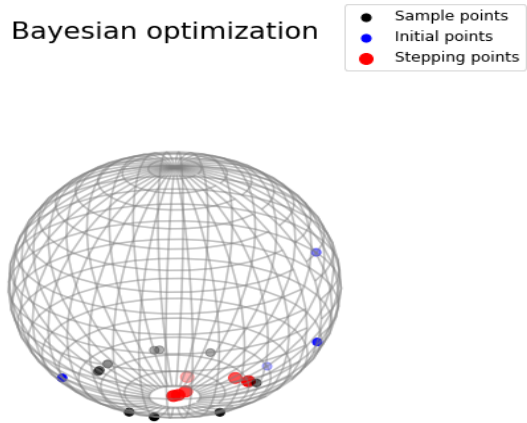 Bayesian optimization
Sample points
Initial points
Stepping points